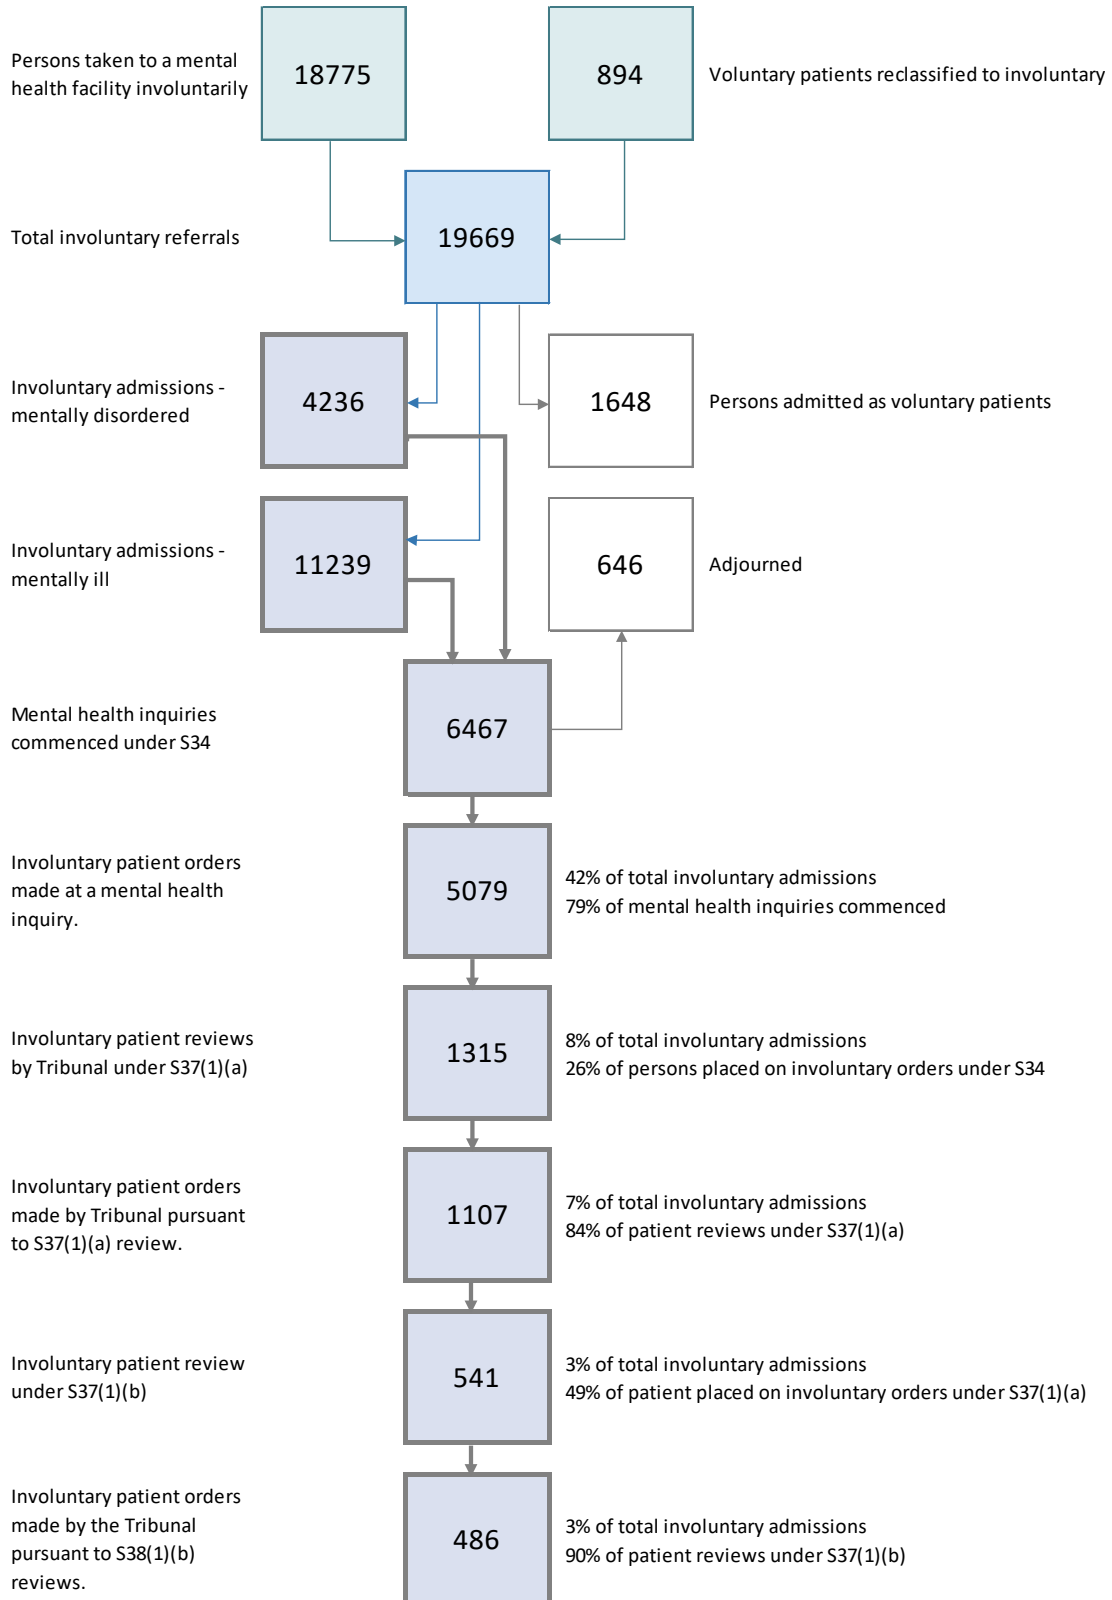 Persons taken to a mental
health facility involuntarily
18775
894
Voluntary patients reclassified to involuntary
Total involuntary referrals
19669
Involuntary admissions -
mentally disordered
4236
1648
Persons admitted as voluntary patients
Involuntary admissions -
mentally ill
11239
646
Adjourned
Mental health inquiries
commenced under S34
6467
Involuntary patient orders
made at a mental health
inquiry.
5079
42% of total involuntary admissions
79% of mental health inquiries commenced
Involuntary patient reviews
by Tribunal under S37(1)(a)
1315
8% of total involuntary admissions
26% of persons placed on involuntary orders under S34
Involuntary patient orders
made by Tribunal pursuant
to S37(1)(a) review.
1107
7% of total involuntary admissions
84% of patient reviews under S37(1)(a)
Involuntary patient review
under S37(1)(b)
541
3% of total involuntary admissions
49% of patient placed on involuntary orders under S37(1)(a)
Involuntary patient orders
made by the Tribunal
pursuant to S38(1)(b)
reviews.
486
3% of total involuntary admissions
90% of patient reviews under S37(1)(b)